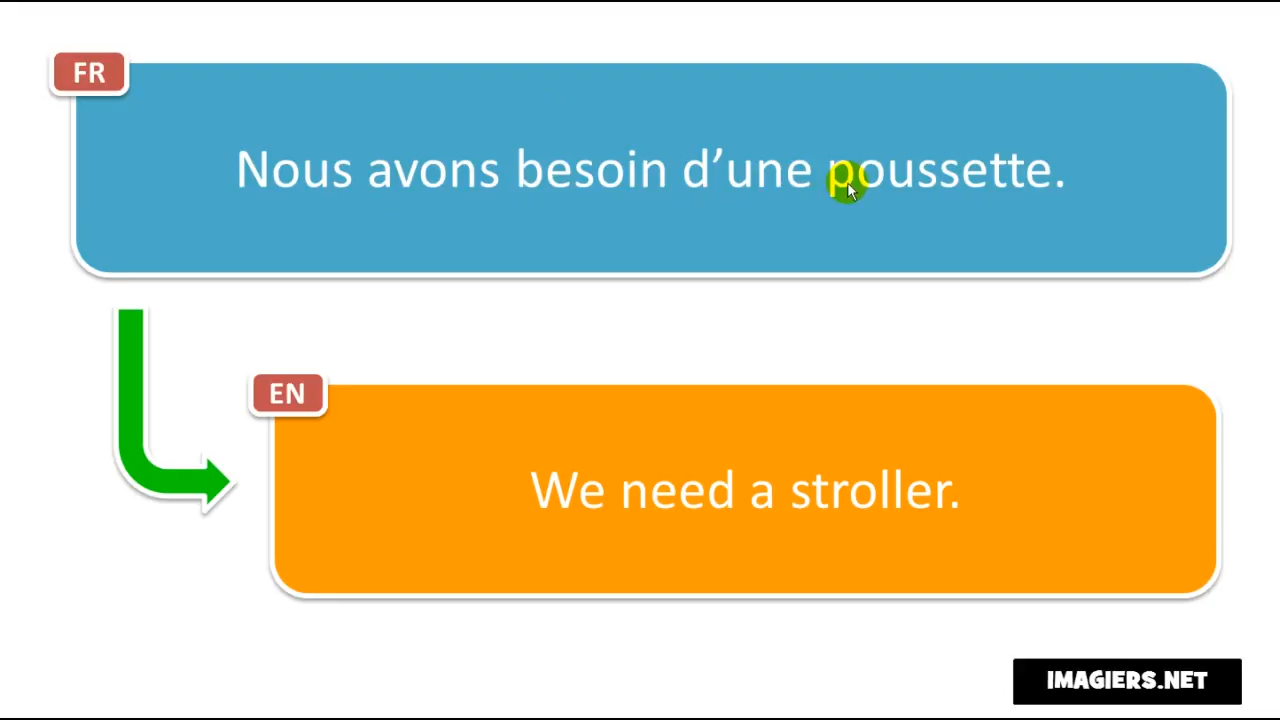 FR
Nous avons besoin d’une poussette.
EN
We need a stroller.
IMAGIERS.NET